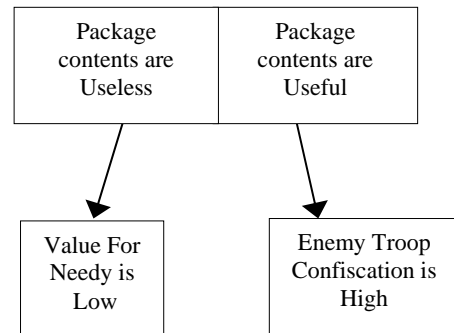 Package
contents are
Useless
Package
contents are
Useful
Value For
Needy is
Low
Enemy Troop
Confiscation is
High